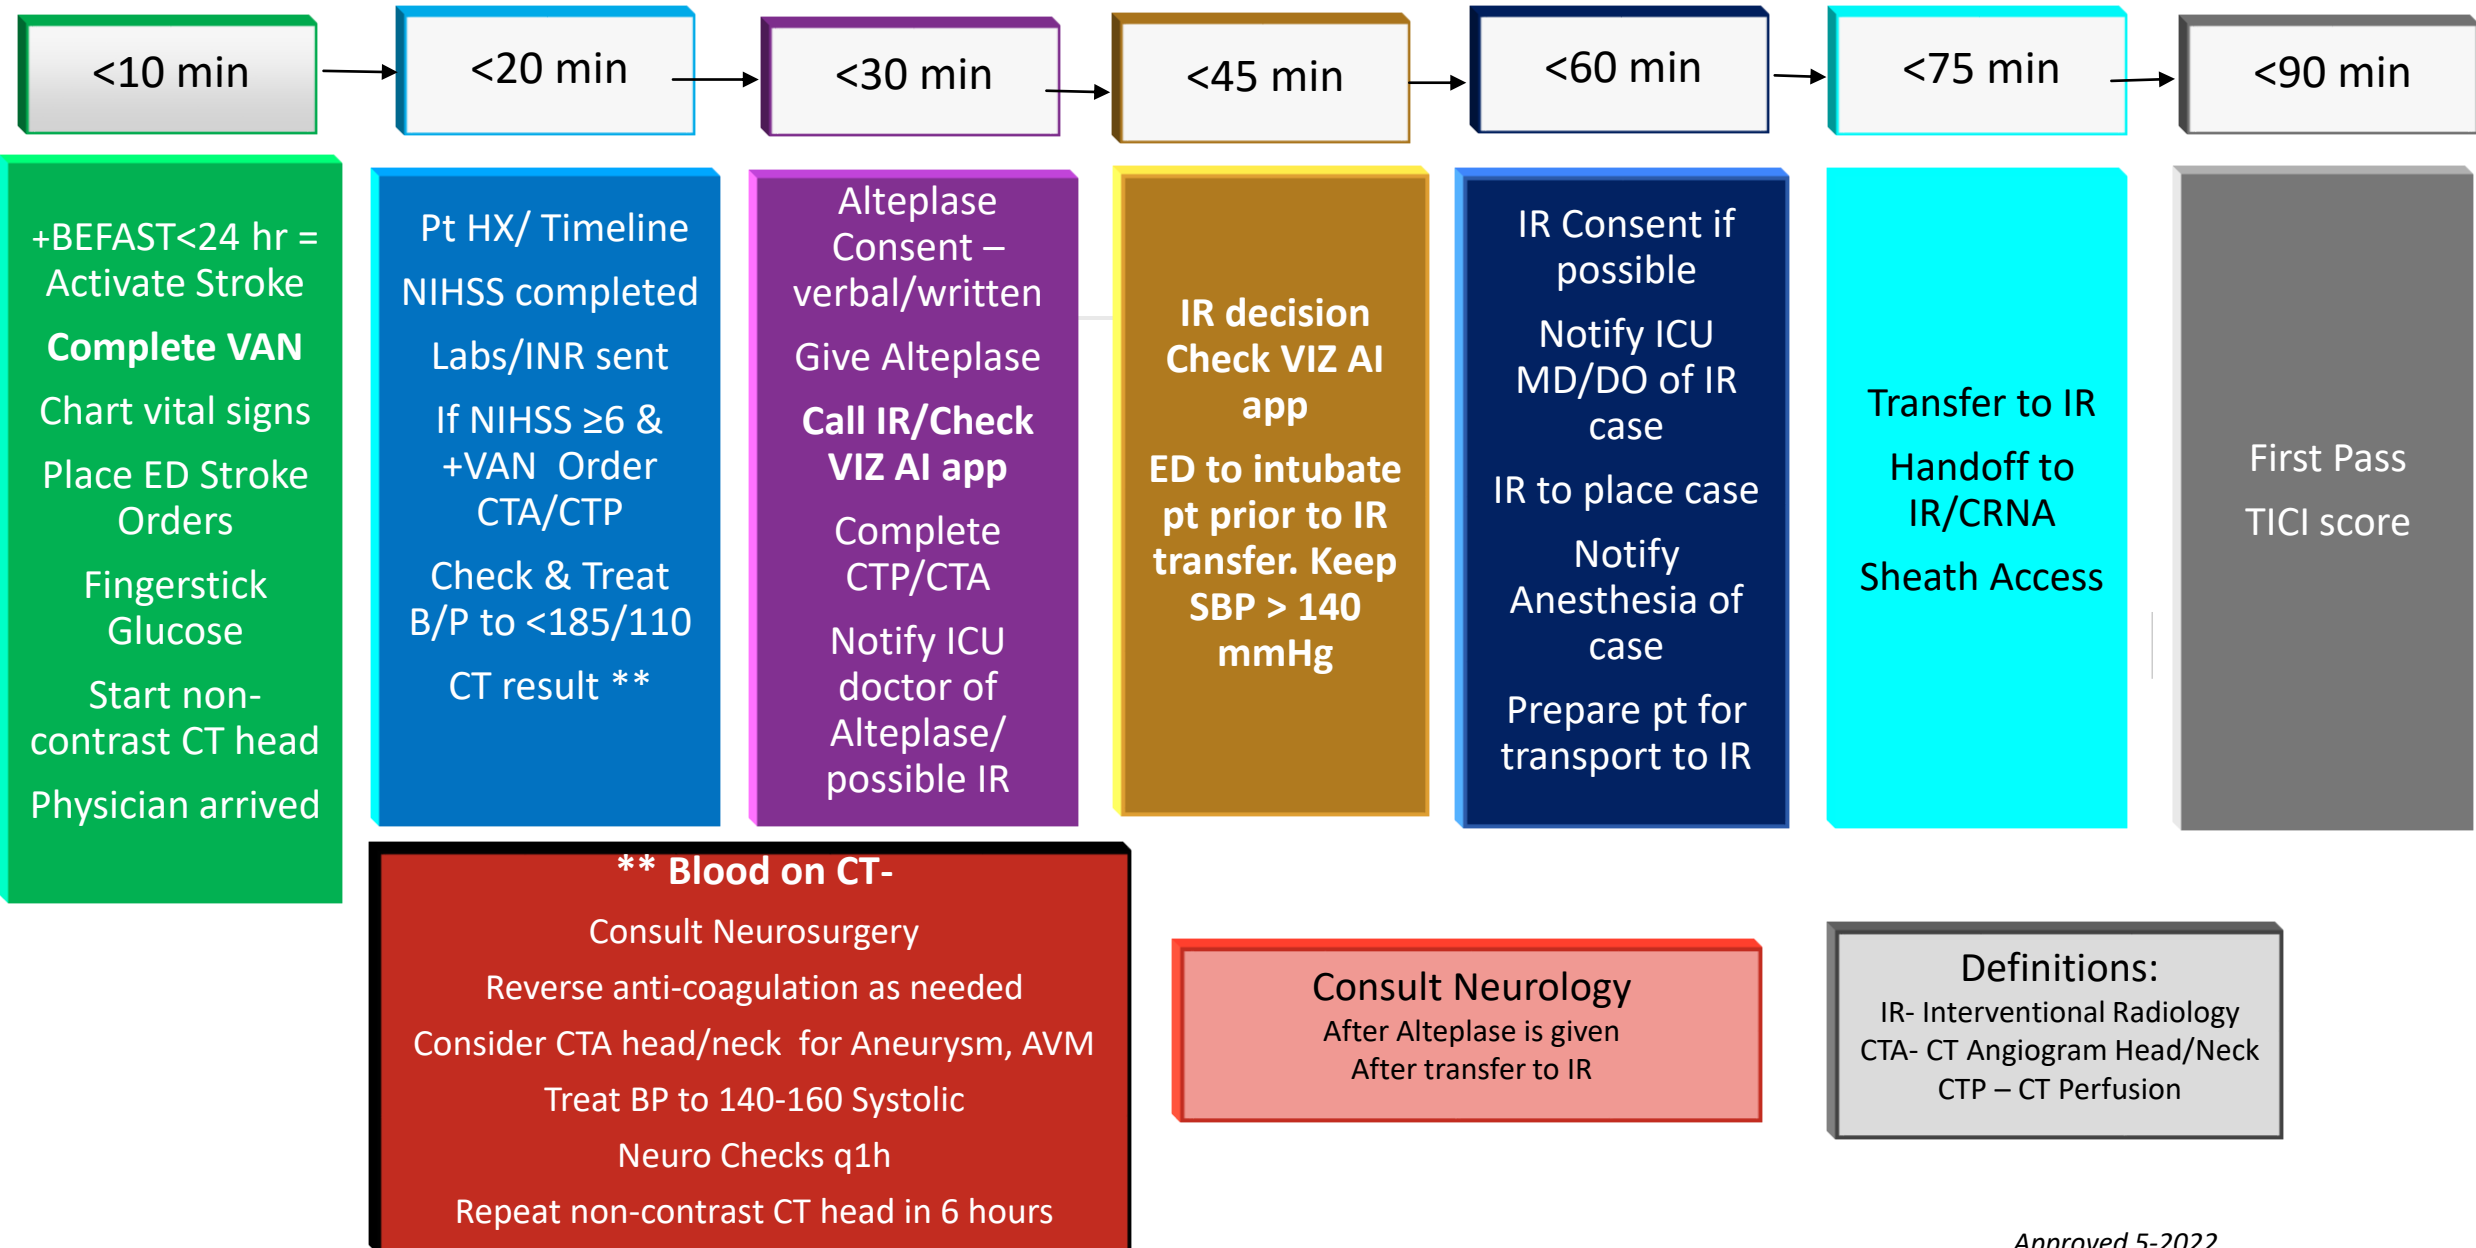 <10 min
<20 min
<30 min
<45 min
<60 min
<75 min
<90 min
+BEFAST<24 hr =
Activate Stroke
Complete VAN
Chart vital signs
Place ED Stroke
Orders
Fingerstick
Glucose
Start non-
contrast CT head
Physician arrived
Pt HX/ Timeline
NIHSS completed
Labs/INR sent
If NIHSS ≥6 &
+VAN Order
CTA/CTP
Check & Treat
B/P to <185/110
CT result **
Alteplase
Consent –
verbal/written
Give Alteplase
Call IR/Check
VIZ AI app
Complete
CTP/CTA
Notify ICU
doctor of
Alteplase/
possible IR
IR decision
Check VIZ AI
app
ED to intubate
pt prior to IR
transfer. Keep
SBP > 140
mmHg
IR Consent if
possible
Notify ICU
MD/DO of IR
case
IR to place case
Notify
Anesthesia of
case
Prepare pt for
transport to IR
Transfer to IR
Handoff to
IR/CRNA
Sheath Access
First Pass
TICI score
** Blood on CT-
Consult Neurosurgery
Reverse anti-coagulation as needed
Consider CTA head/neck for Aneurysm, AVM
Treat BP to 140-160 Systolic
Neuro Checks q1h
Repeat non-contrast CT head in 6 hours
Consult Neurology
After Alteplase is given
After transfer to IR
Definitions:
IR- Interventional Radiology
CTA- CT Angiogram Head/Neck
CTP – CT Perfusion
Approved 5-2022